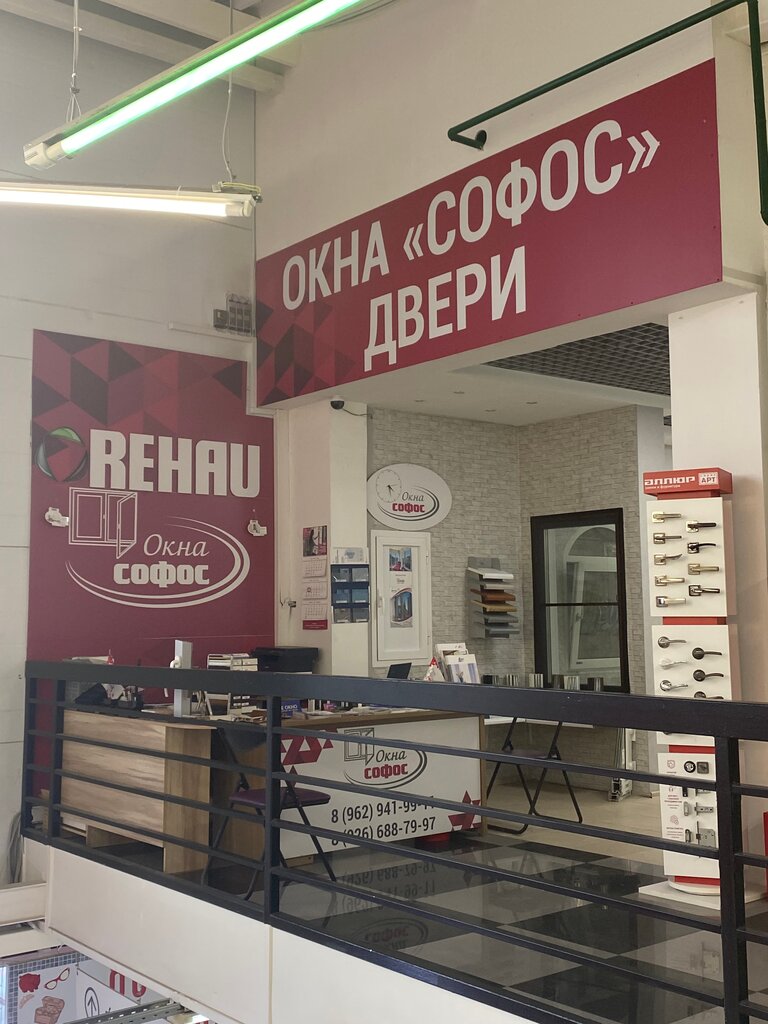 ОКНА «СОФОС»
ДВЕРИ
REHAU
Окна
софос
Окна
софос
аллюр
АРТ
Окна
софос
8 (962) 941-99-
8 (926) 688-79-97